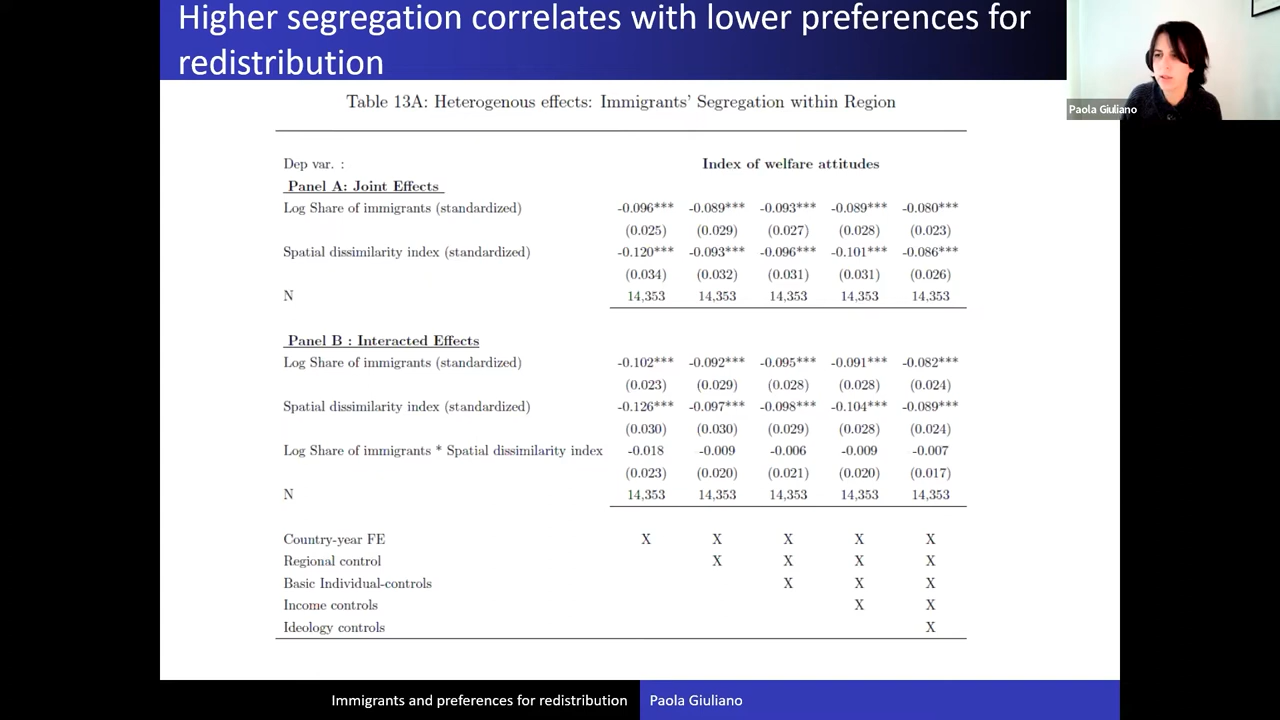 Higher segregation correlates with lower preferences for
redistribution
Paola Giuliano
Table 13A: Heterogenous effects: Immigrants' Segregation within Region
Dep var. : Index of welfare attitudes
Panel A: Joint Effects
Log Share of immigrants (standardized) -0.096*** -0.089*** -0.093*** -0.089*** -0.080***
(0.025) (0.029) (0.027) (0.028) (0.023)
Spatial dissimilarity index (standardized) -0.120*** -0.093*** -0.096*** -0.101*** -0.086***
(0.034) (0.032) (0.031) (0.031) (0.026)
N 14,353 14,353 14,353 14,353 14,353
Panel B : Interacted Effects
Log Share of immigrants (standardized) -0.102*** -0.092*** -0.095*** -0.091*** -0.082***
(0.023) (0.029) (0.028) (0.028) (0.024)
Spatial dissimilarity index (standardized) -0.126*** -0.097*** -0.098*** -0.104*** -0.089***
(0.030) (0.030) (0.029) (0.028) (0.024)
Log Share of immigrants * Spatial dissimilarity index -0.018 -0.009 -0.006 -0.009 -0.007
(0.023) (0.020) (0.021) (0.020) (0.017)
N 14,353 14,353 14,353 14,353 14,353
Country-year FE X X X X X
Regional control X X X X
Basic Individual-controls X X X
Income controls X X
Ideology controls X
Immigrants and preferences for redistribution Paola Giuliano